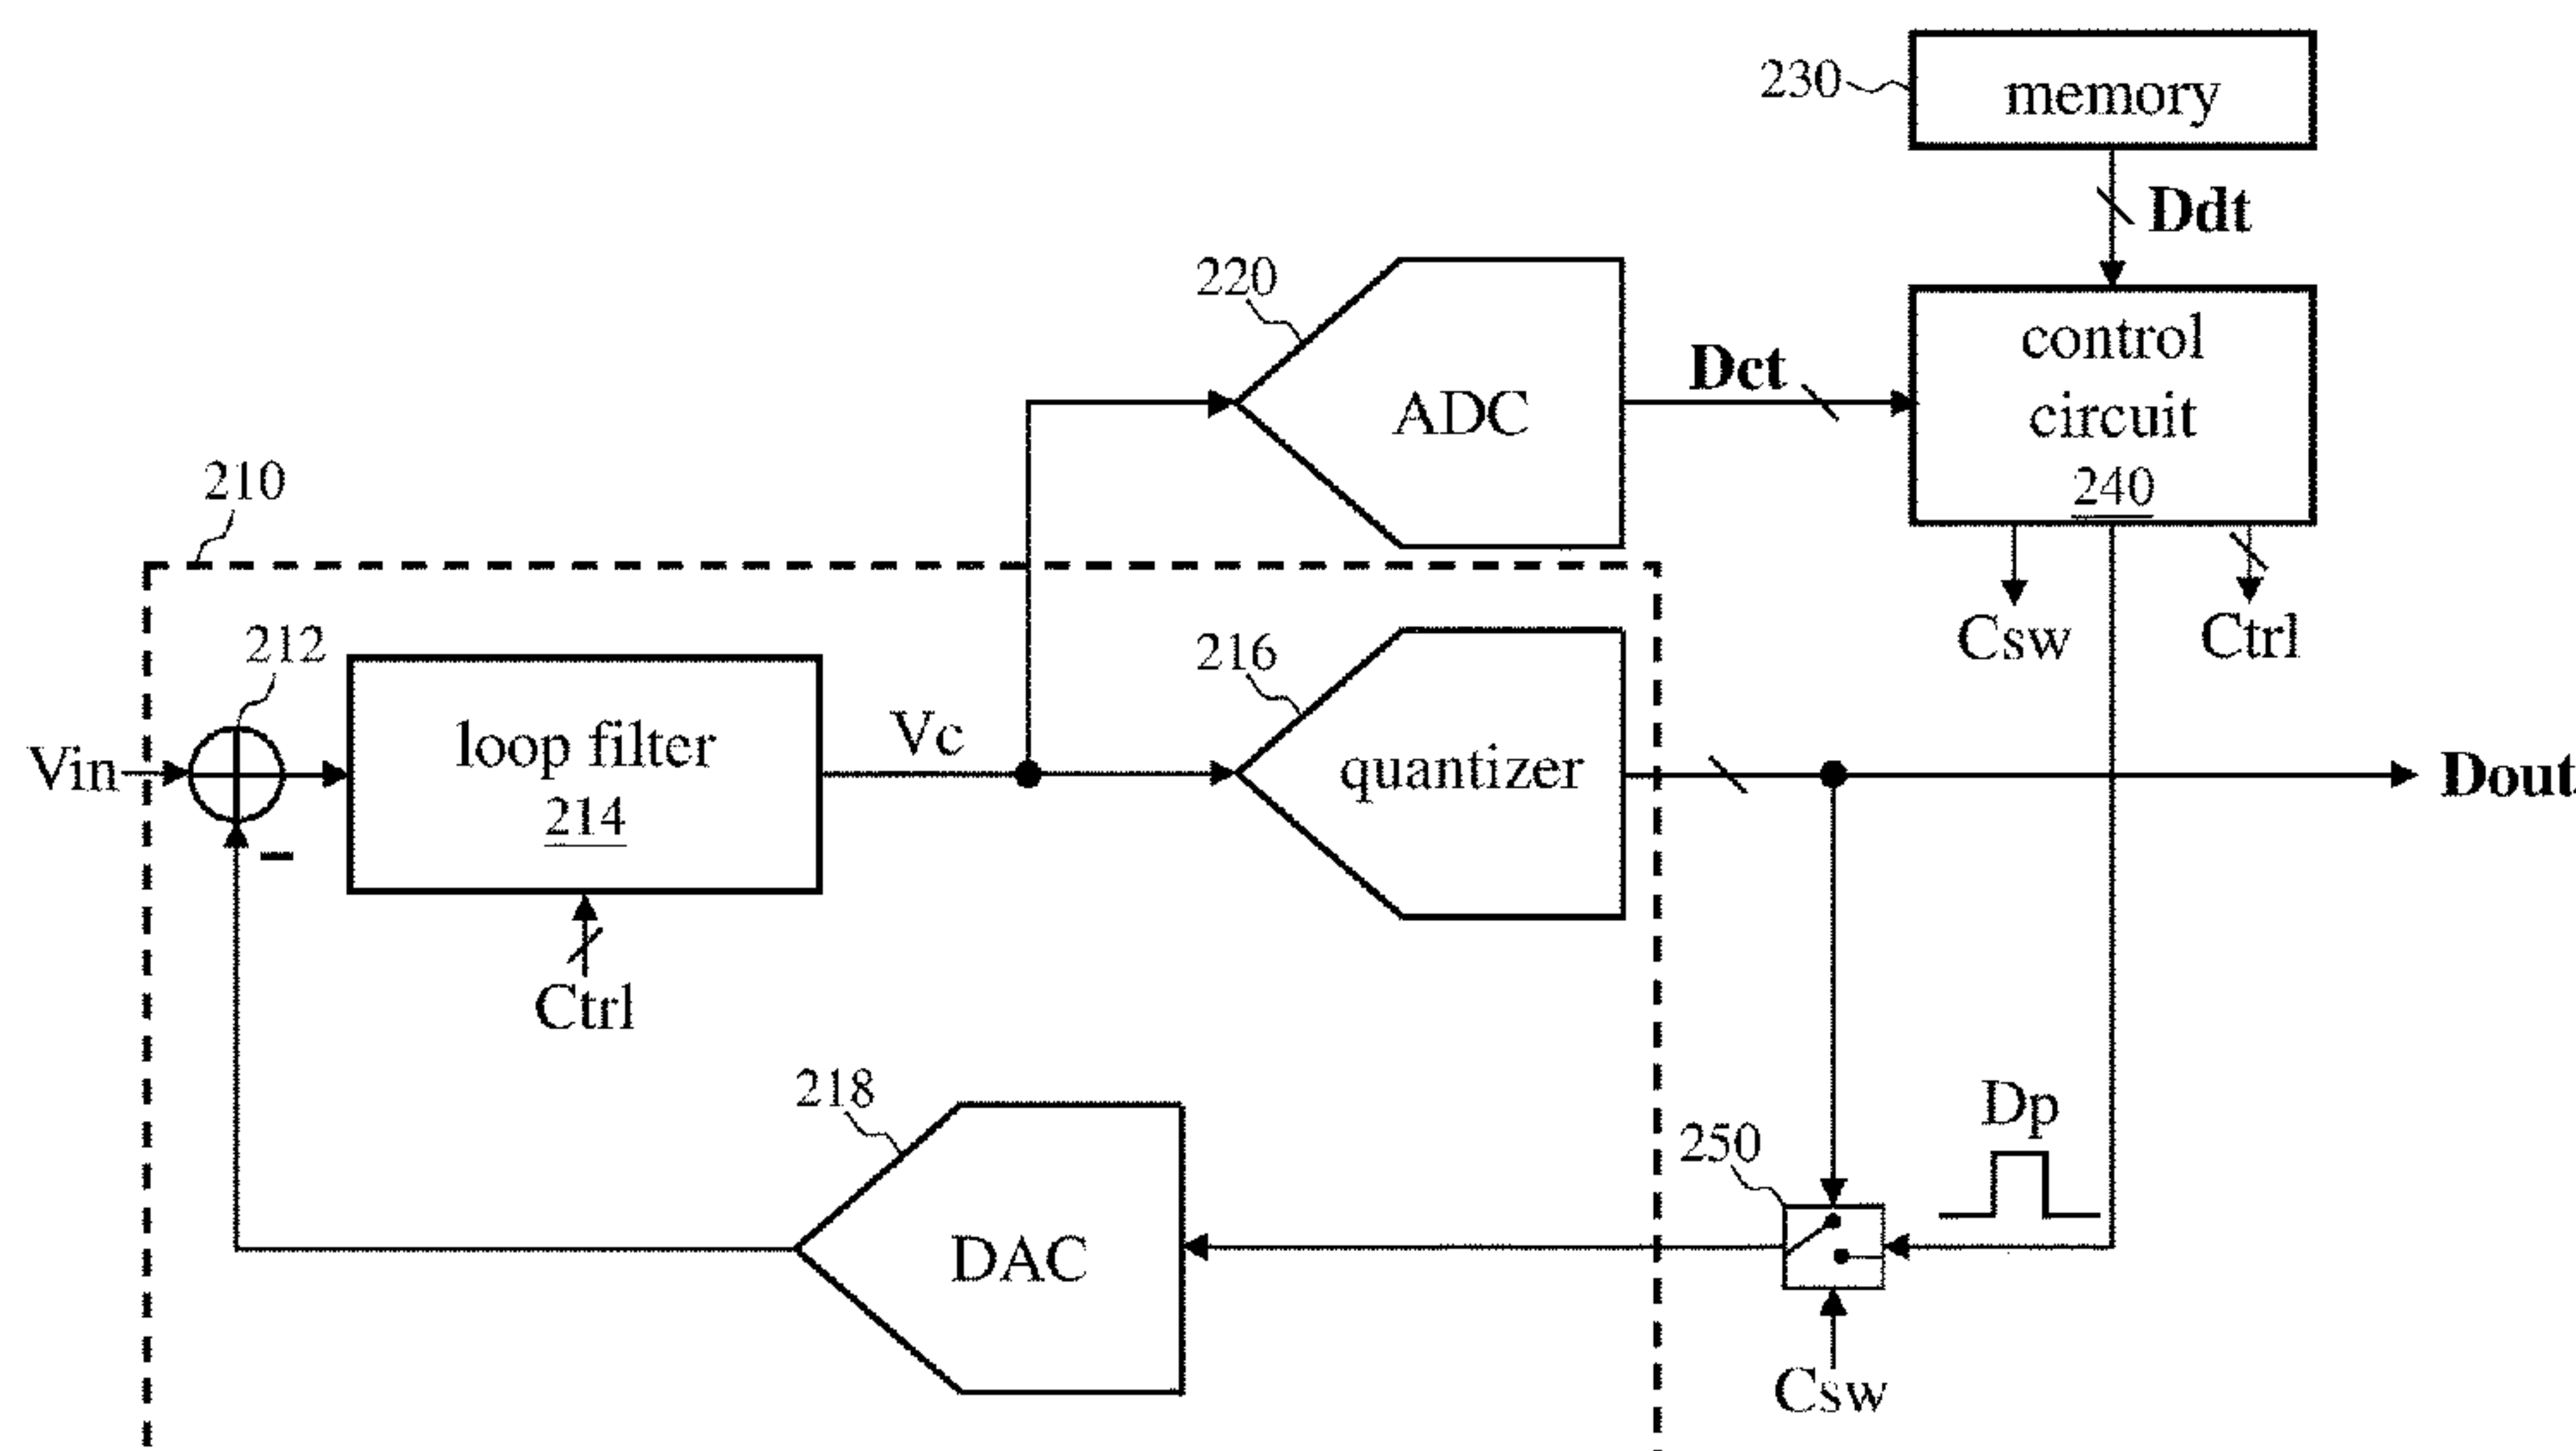 230
memory
Ddt
220
ADC
Dct
control
circuit
240
210
Csw
Ctrl
212
216
Vin
loop filter
214
Vc
quantizer
Dout
Ctrl
218
DAC
Dp
250
Csw